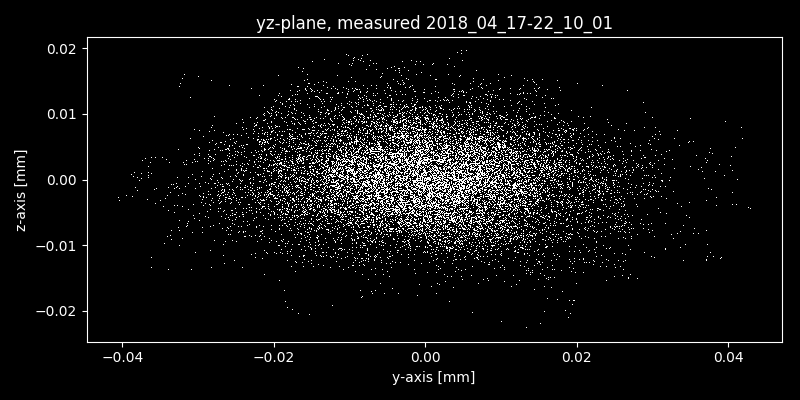 yz-plane, measured 2018_04_17-22_10_01
0.02
0.01
0.00
−0.01
−0.02
z-axis [mm]
−0.04 −0.02 0.00 0.02 0.04
y-axis [mm]